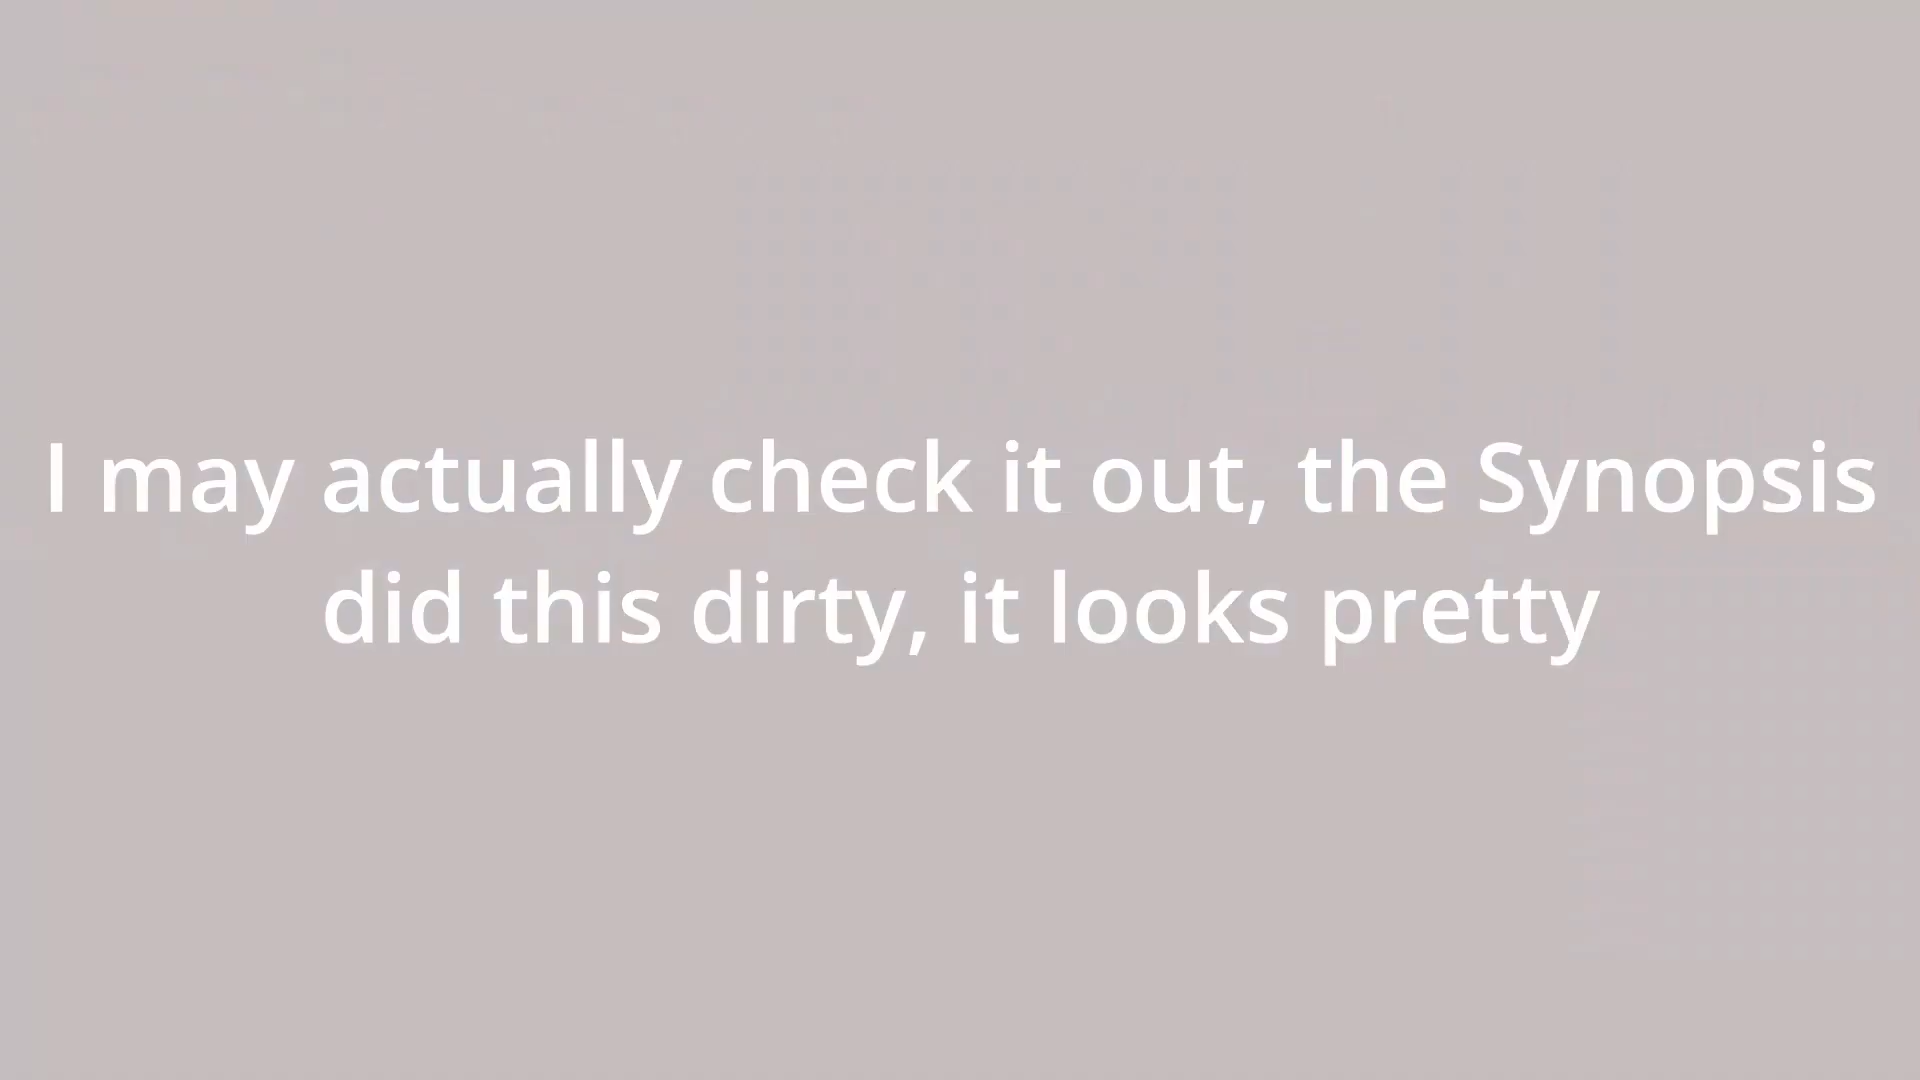 I may actually check it out, the Synopsis
did this dirty, it looks pretty